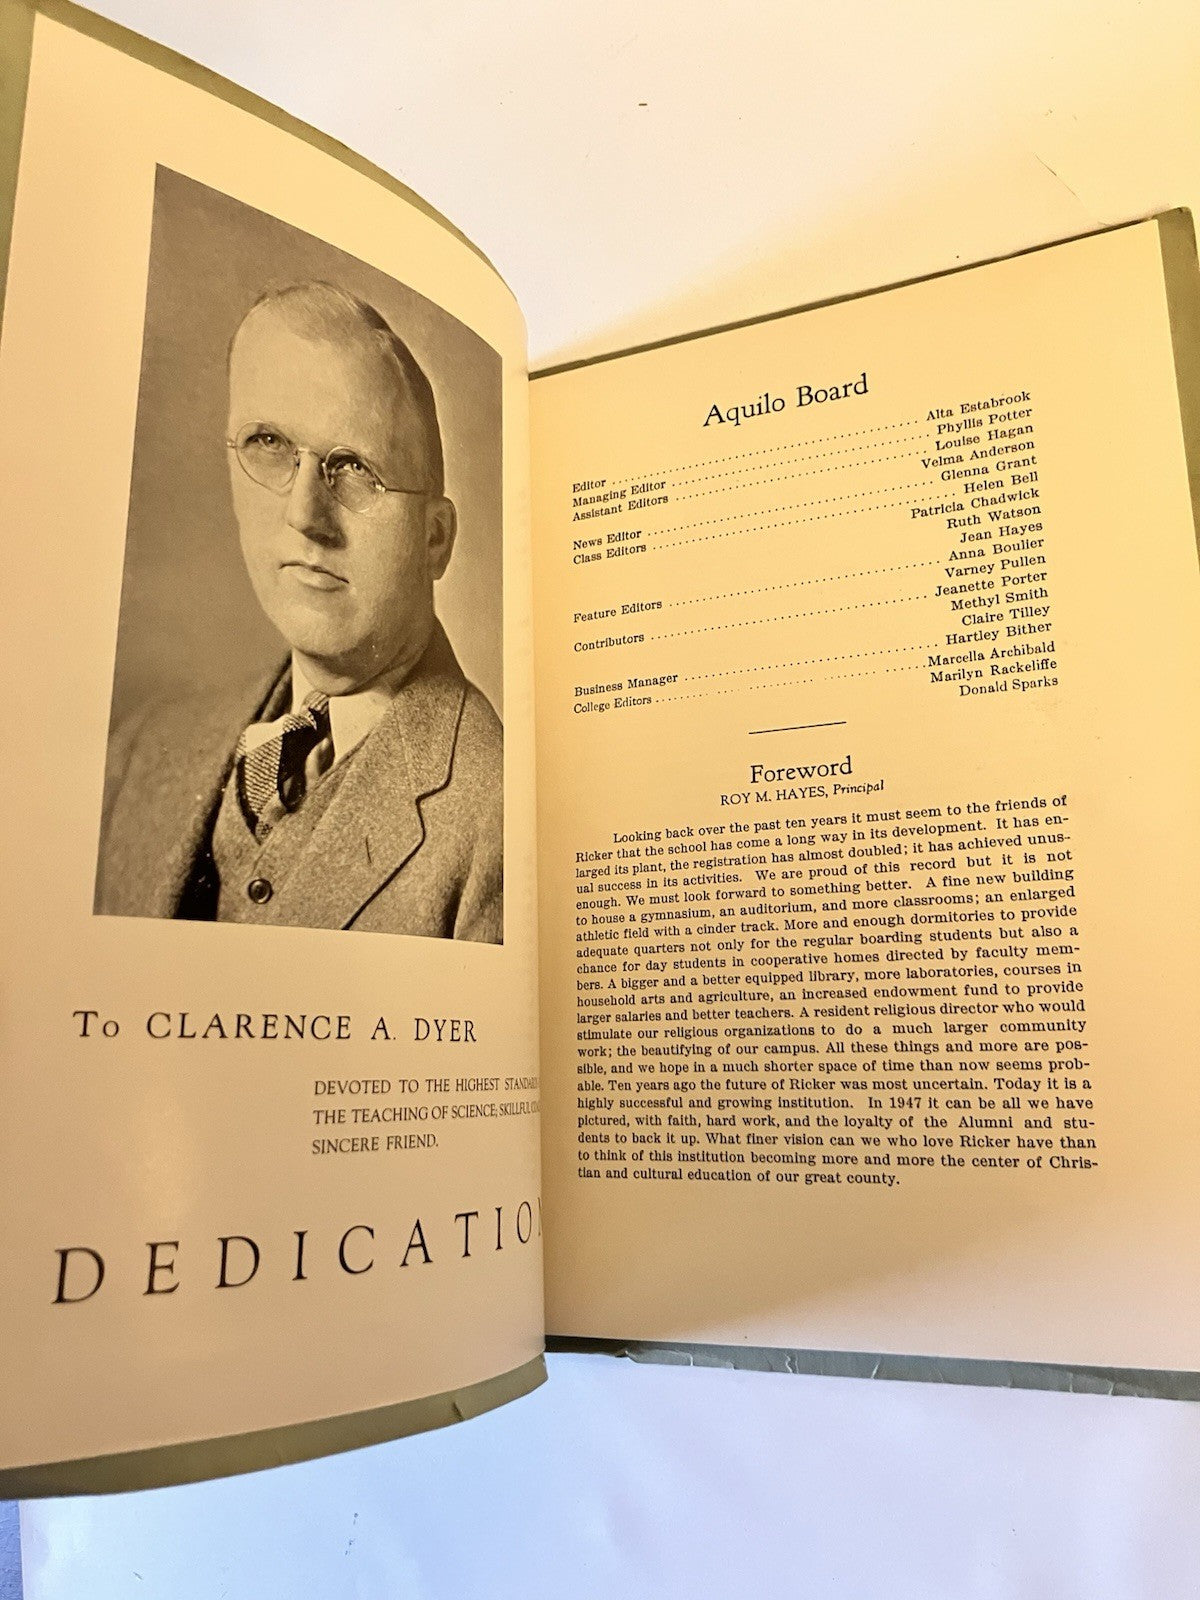 To CLARENCE A. DYER
DEVOTED TO THE HIGHEST
THE TEACHING OF SCIENCE; SKILLFUL
SINCERE FRIEND.
DEDICATIO
Aquilo Board
Editor ........ Alta Estabrook
Managing Editor ........ Phyllis Potter
Assistant Editors ........ Louise Hagan
Velma Anderson
News Editor ........ Glenna Grant
Class Editors ........ Helen Bell
Patricia Chadwick
Ruth Watson
Jean Hayes
Feature Editors ........ Anna Boulier
Varney Pullen
Contributors ........ Jeanette Porter
Methyl Smith
Claire Tilley
Business Manager ........ Hartley Bither
College Editors ........ Marcella Archibald
Marilyn Rackeliffe
Donald Sparks
Foreword
ROY M. HAYES, Principal
Looking back over the past ten years it must seem to the friends of
Ricker that the school has come a long way in its development. It has en-
larged its plant, the registration has almost doubled; it has achieved unus-
ual success in its activities. We are proud of this record but it is not
enough. We must look forward to something better. A fine new building
to house a gymnasium, an auditorium, and more classrooms; an enlarged
athletic field with a cinder track. More and enough dormitories to provide
adequate quarters not only for the regular boarding students but also a
chance for day students in cooperative homes directed by faculty mem-
bers. A bigger and a better equipped library, more laboratories, courses in
household arts and agriculture, an increased endowment fund to provide
larger salaries and better teachers. A resident religious director who would
stimulate our religious organizations to do a much larger community
work; the beautifying of our campus. All these things and more are pos-
sible, and we hope in a much shorter space of time than now seems prob-
able. Ten years ago the future of Ricker was most uncertain. Today it is a
highly successful and growing institution. In 1947 it can be all we have
pictured, with faith, hard work, and the loyalty of the Alumni and stu-
dents to back it up. What finer vision can we who love Ricker have than
to think of this institution becoming more and more the center of Chris-
tian and cultural education of our great county.